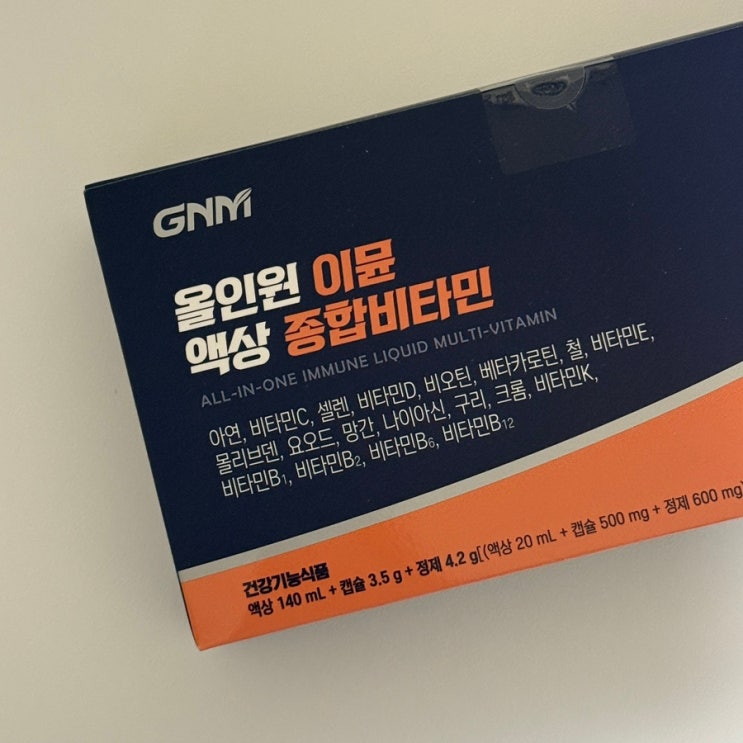 GNM
올인원 이뮨
액상 종합비타민
ALL-IN-ONE IMMUNE LIQUID MULTI-VITAMIN
아연, 비타민C, 셀렌, 비타민D, 비오틴, 베타카로틴, 철, 비타민E,
몰리브덴, 요오드, 망간, 나이아신, 구리, 크롬, 비타민K,
비타민B₁, 비타민B₂, 비타민B₆, 비타민B₁₂
건강기능식품
액상 140 mL + 캡슐 3.5 g + 정제 4.2 g[(액상 20 mL + 캡슐 500 mg + 정제 600 mg)